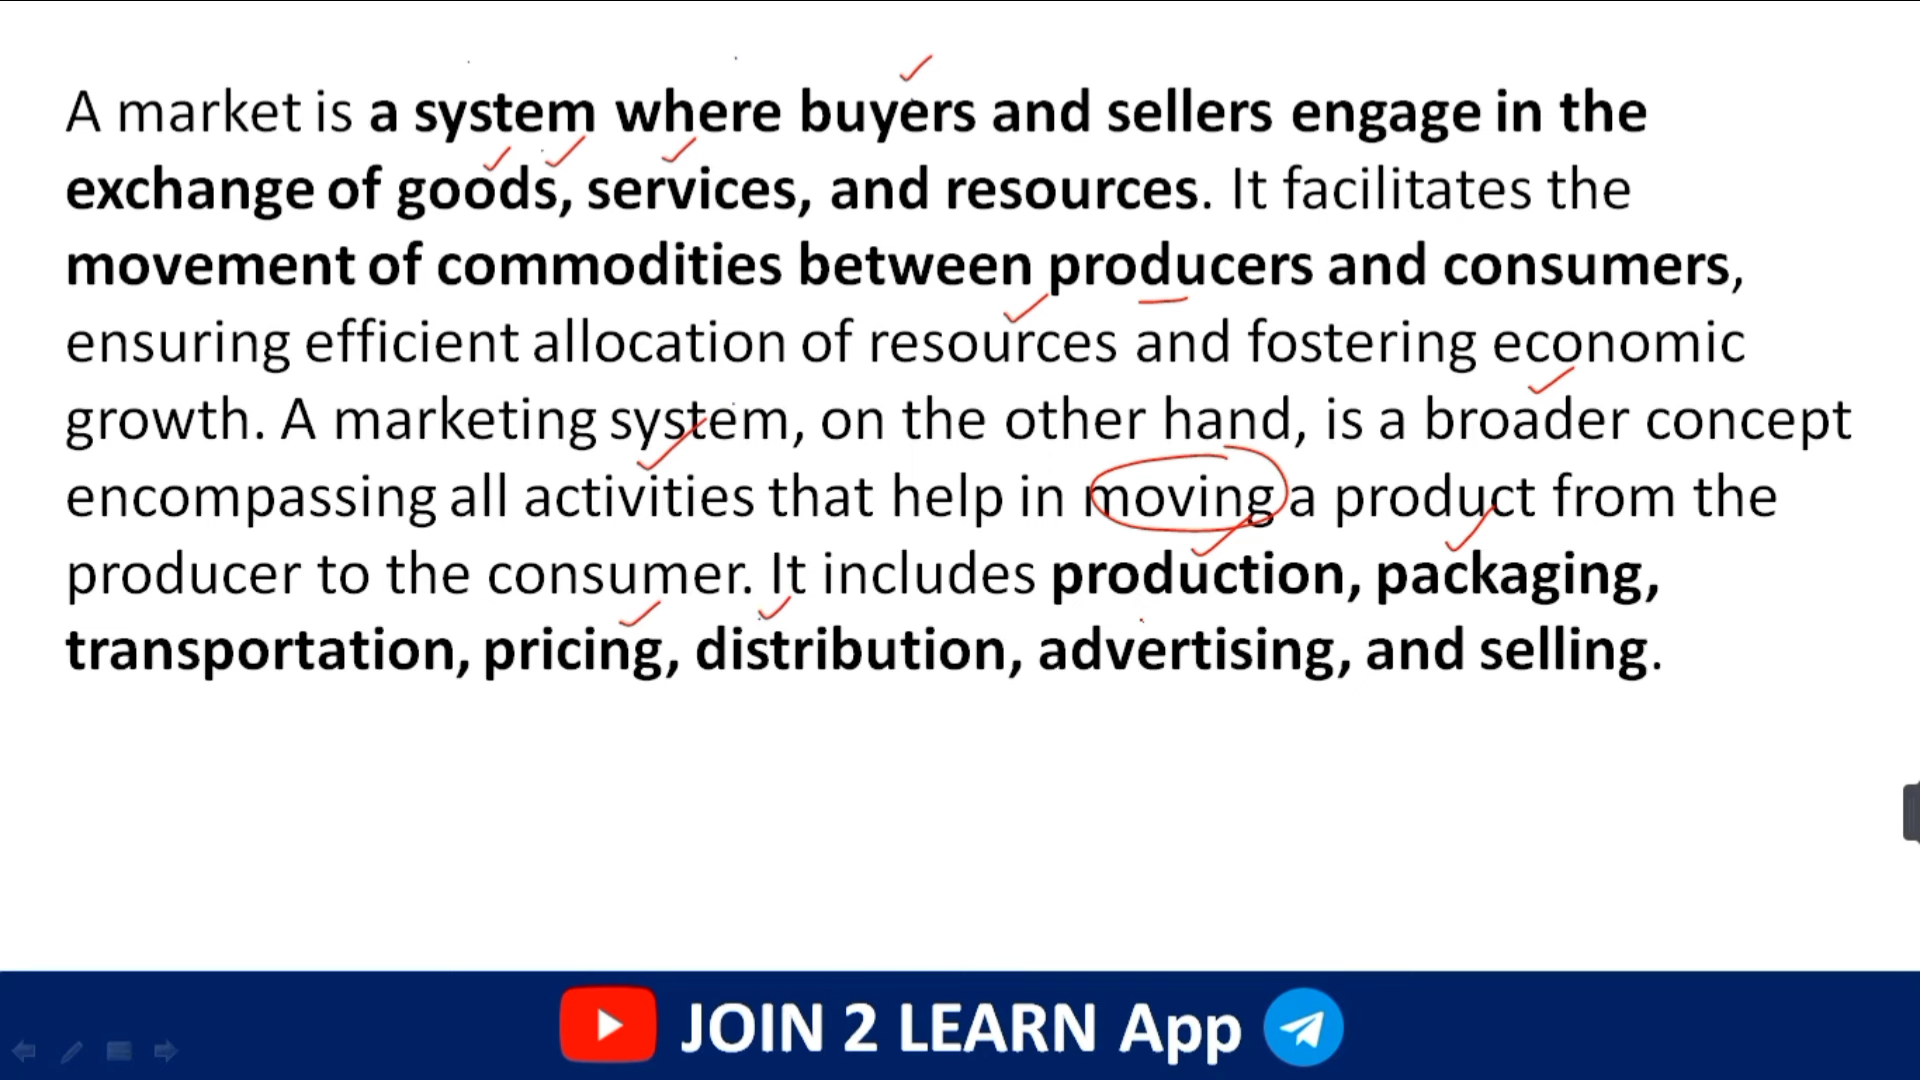 A market is a system where buyers and sellers engage in the
exchange of goods, services, and resources. It facilitates the
movement of commodities between producers and consumers,
ensuring efficient allocation of resources and fostering economic
growth. A marketing system, on the other hand, is a broader concept
encompassing all activities that help in moving a product from the
producer to the consumer. It includes production, packaging,
transportation, pricing, distribution, advertising, and selling.
JOIN 2 LEARN App